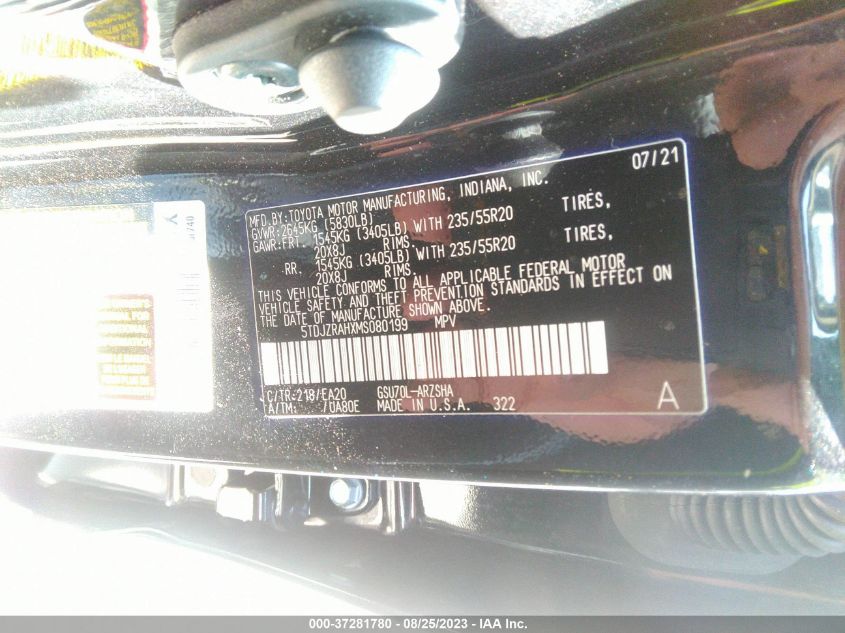 07/21
MFD.BY:TOYOTA MOTOR MANUFACTURING, INDIANA, INC.
GVWR:2645KG (5830LB)
GAWR:FRT. 1545KG (3405LB) WITH 235/55R20 TIRES,
20X8J RIMS.
RR. 1545KG (3405LB) WITH 235/55R20 TIRES,
20X8J RIMS.
THIS VEHICLE CONFORMS TO ALL APPLICABLE FEDERAL MOTOR
VEHICLE SAFETY AND THEFT PREVENTION STANDARDS IN EFFECT ON
THE DATE OF MANUFACTURE SHOWN ABOVE.
5TDJZRAHXMS080199 MPV
C/TR:218/EA20 GSU70L-ARZSHA
A/TM: /UA80E MADE IN U.S.A. 322
A
000-37281780 - 08/25/2023 - IAA Inc.